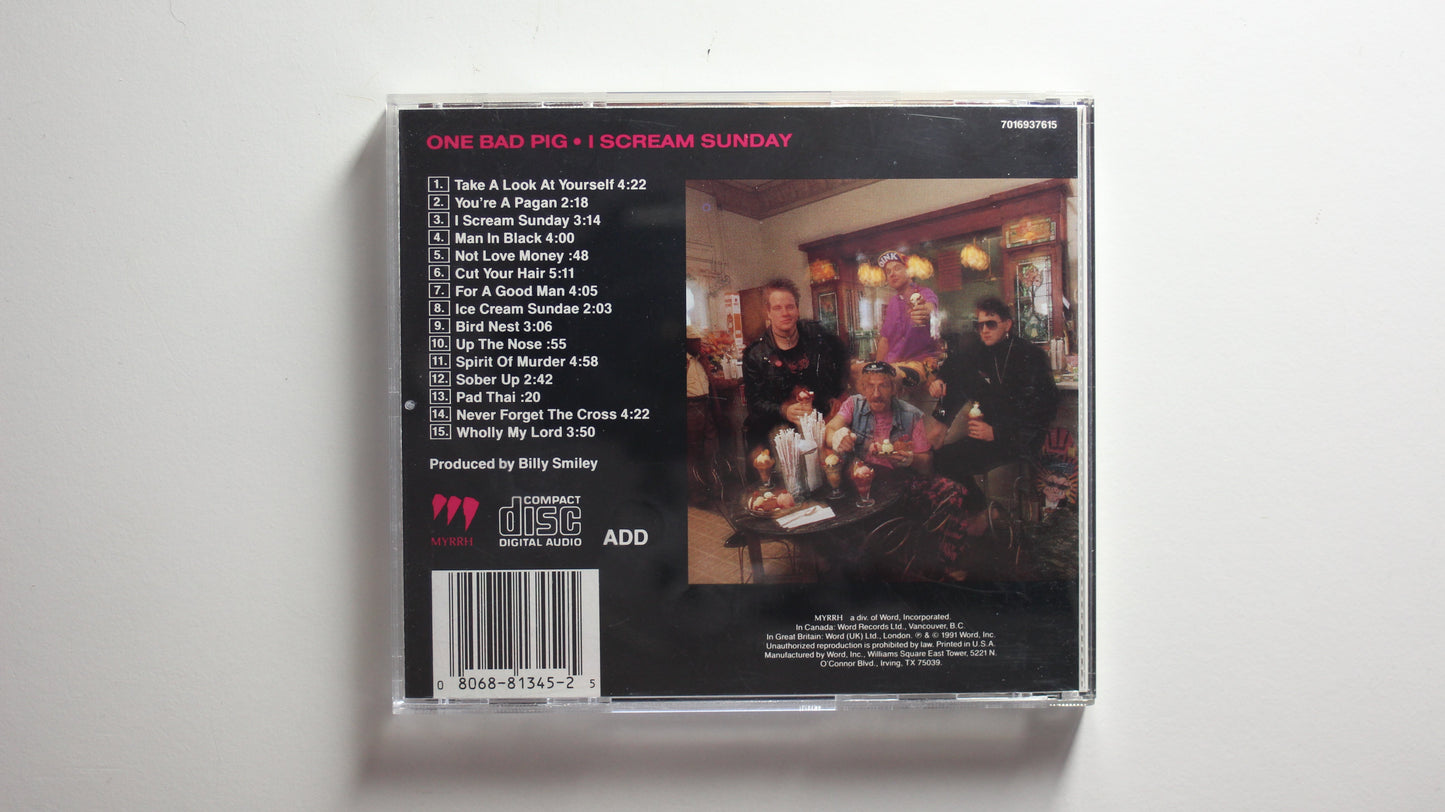 7016937615
ONE BAD PIG • I SCREAM SUNDAY
1. Take A Look At Yourself 4:22
2. You're A Pagan 2:18
3. I Scream Sunday 3:14
4. Man In Black 4:00
5. Not Love Money :48
6. Cut Your Hair 5:11
7. For A Good Man 4:05
8. Ice Cream Sundae 2:03
9. Bird Nest 3:06
10. Up The Nose :55
11. Spirit Of Murder 4:58
12. Sober Up 2:42
13. Pad Thai :20
14. Never Forget The Cross 4:22
15. Wholly My Lord 3:50
Produced by Billy Smiley
MYRRH
COMPACT
disc
DIGITAL AUDIO
ADD
0 8068-81345-2 5
MYRRH a div. of Word, Incorporated.
In Canada: Word Records Ltd., Vancouver, B.C.
In Great Britain: Word (UK) Ltd., London. ℗ & © 1991 Word, Inc.
Unauthorized reproduction is prohibited by law. Printed in U.S.A.
Manufactured by Word, Inc., Williams Square East Tower, 5221 N.
O'Connor Blvd., Irving, TX 75039.